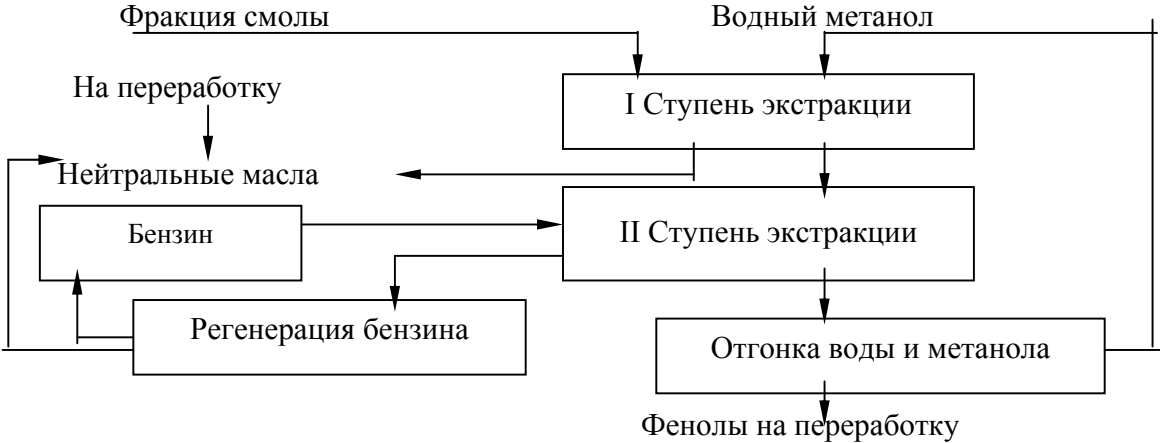 Фракция смолы
Водный метанол
На переработку
I Ступень экстракции
Нейтральные масла
Бензин
II Ступень экстракции
Регенерация бензина
Отгонка воды и метанола
Фенолы на переработку